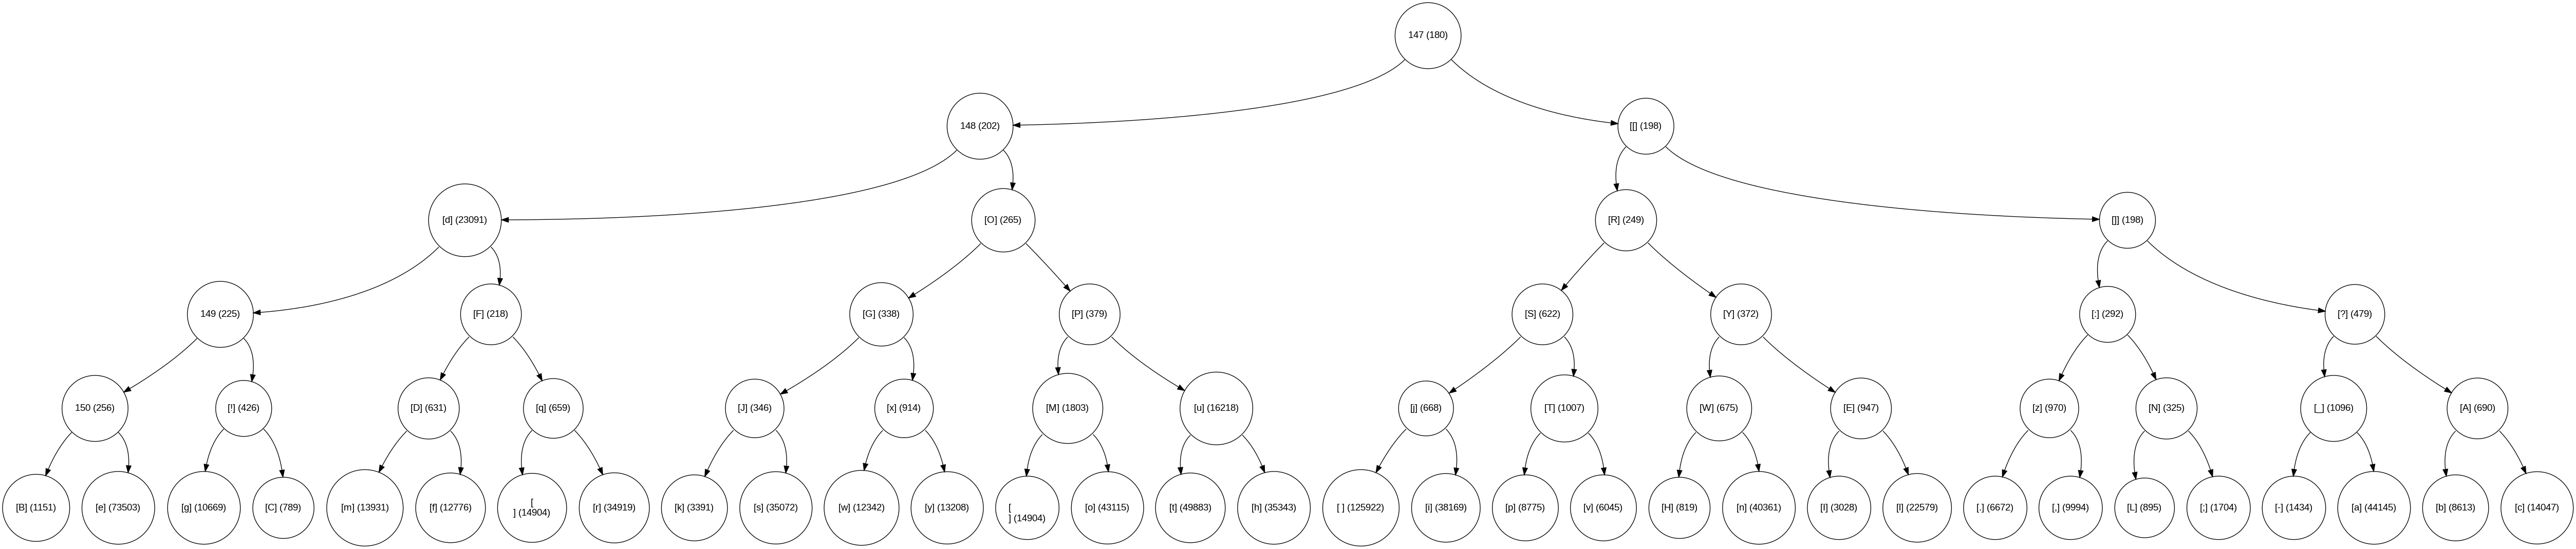 147 (180)
148 (202)
[[] (198)
[d] (23091)
[O] (265)
[R] (249)
[]] (198)
149 (225)
[F] (218)
[G] (338)
[P] (379)
[S] (622)
[Y] (372)
[:] (292)
[?] (479)
150 (256)
[!] (426)
[D] (631)
[q] (659)
[J] (346)
[x] (914)
[M] (1803)
[u] (16218)
[j] (668)
[T] (1007)
[W] (675)
[E] (947)
[z] (970)
[N] (325)
[_] (1096)
[A] (690)
[B] (1151)
[e] (73503)
[g] (10669)
[C] (789)
[m] (13931)
[f] (12776)
[
] (14904)
[r] (34919)
[k] (3391)
[s] (35072)
[w] (12342)
[y] (13208)
[
] (14904)
[o] (43115)
[t] (49883)
[h] (35343)
[ ] (125922)
[i] (38169)
[p] (8775)
[v] (6045)
[H] (819)
[n] (40361)
[I] (3028)
[l] (22579)
[.] (6672)
[,] (9994)
[L] (895)
[;] (1704)
[-] (1434)
[a] (44145)
[b] (8613)
[c] (14047)